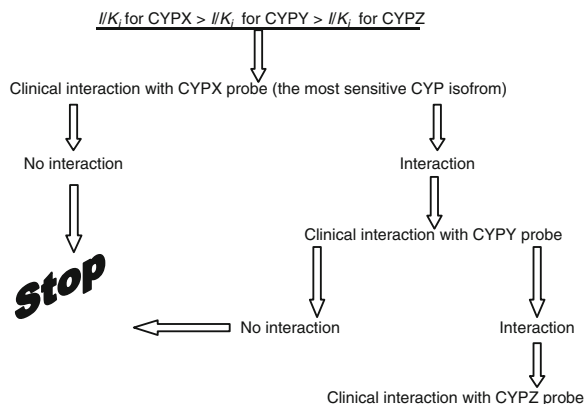 I/Ki for CYPX > I/Ki for CYPY > I/Ki for CYPZ
Clinical interaction with CYPX probe (the most sensitive CYP isofrom)
No interaction
Interaction
Clinical interaction with CYPY probe
Stop
No interaction
Interaction
Clinical interaction with CYPZ probe